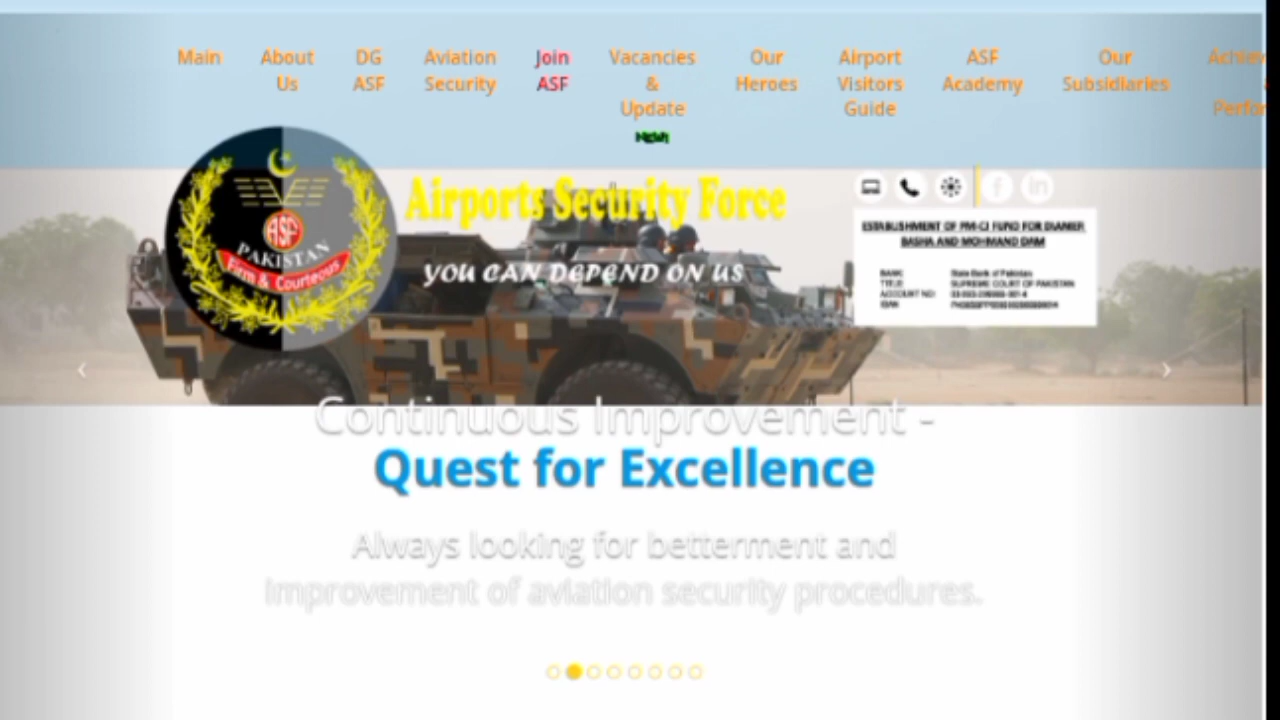 Main
About
Us
DG
ASF
Aviation
Security
Join
ASF
Vacancies
&
Update
Our
Heroes
Airport
Visitors
Guide
ASF
Academy
Our
Subsidiaries
ASF
PAKISTAN
Firm & Courteous
Airports Security Force
YOU CAN DEPEND ON US
ESTABLISHMENT OF PM-CJ FUND FOR DIAMER
BASHA AND MOHMAND DAM
BANK State Bank of Pakistan
TITLE SUPREME COURT OF PAKISTAN
ACCOUNT NO
IBAN
Continuous Improvement -
Quest for Excellence
Always looking for betterment and
improvement of aviation security procedures.